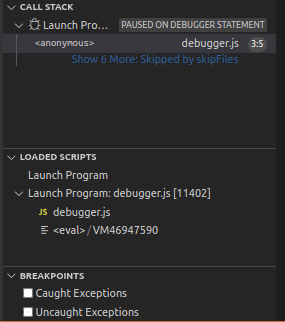 CALL STACK
Launch Pro... PAUSED ON DEBUGGER STATEMENT
<anonymous> debugger.js 3:5
Show 6 More: Skipped by skipFiles
LOADED SCRIPTS
Launch Program
Launch Program: debugger.js [11402]
JS debugger.js
<eval>/VM46947590
BREAKPOINTS
Caught Exceptions
Uncaught Exceptions